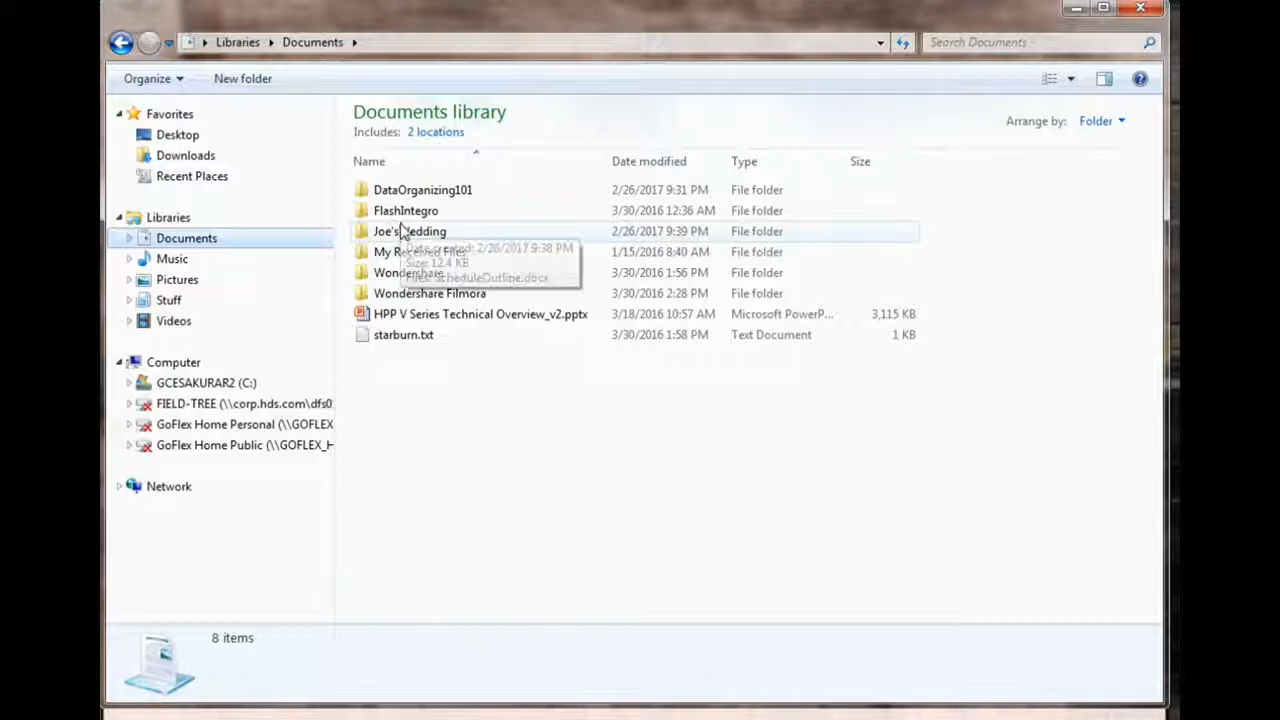 Libraries Documents
Search Documents
Organize
New folder
Favorites
Desktop
Downloads
Recent Places
Libraries
Documents
Music
Pictures
Stuff
Videos
Computer
GCESAKURAR2 (C:)
FIELD-TREE (\\corp.hds.com\dfs0
GoFlex Home Personal (\\GOFLEX
GoFlex Home Public (\\GOFLEX_H
Network
Documents library
Includes: 2 locations
Arrange by: Folder
Name Date modified Type Size
DataOrganizing101 2/26/2017 9:31 PM File folder
FlashIntegro 3/30/2016 12:36 AM File folder
Joe's Wedding 2/26/2017 9:39 PM File folder
My Received Files 1/15/2016 8:40 AM File folder
Wondershare 3/30/2016 1:56 PM File folder
Wondershare Filmora 3/30/2016 2:28 PM File folder
HPP V Series Technical Overview_v2.pptx 3/18/2016 10:57 AM Microsoft PowerP... 3,115 KB
starburn.txt 3/30/2016 1:58 PM Text Document 1 KB
Date created: 2/26/2017 9:38 PM
Size: 12.4 KB
Files: ScheduleOutline.docx
8 items